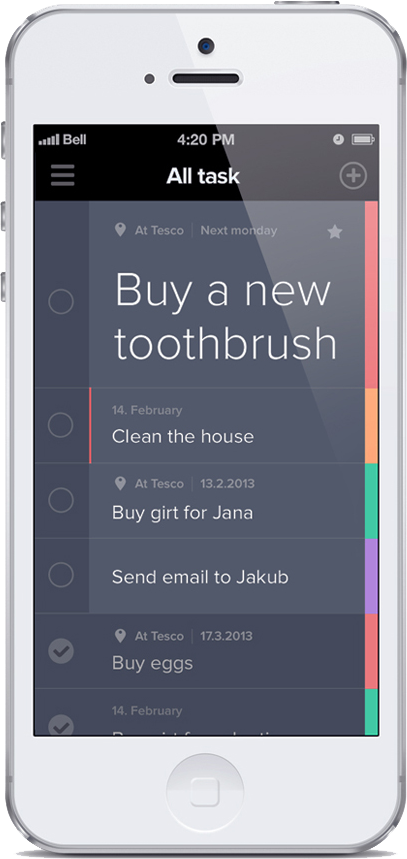 Bell 4:20 PM
All task
At Tesco Next monday
Buy a new
toothbrush
14. February
Clean the house
At Tesco 13.2.2013
Buy girt for Jana
Send email to Jakub
At Tesco 17.3.2013
Buy eggs
14. February